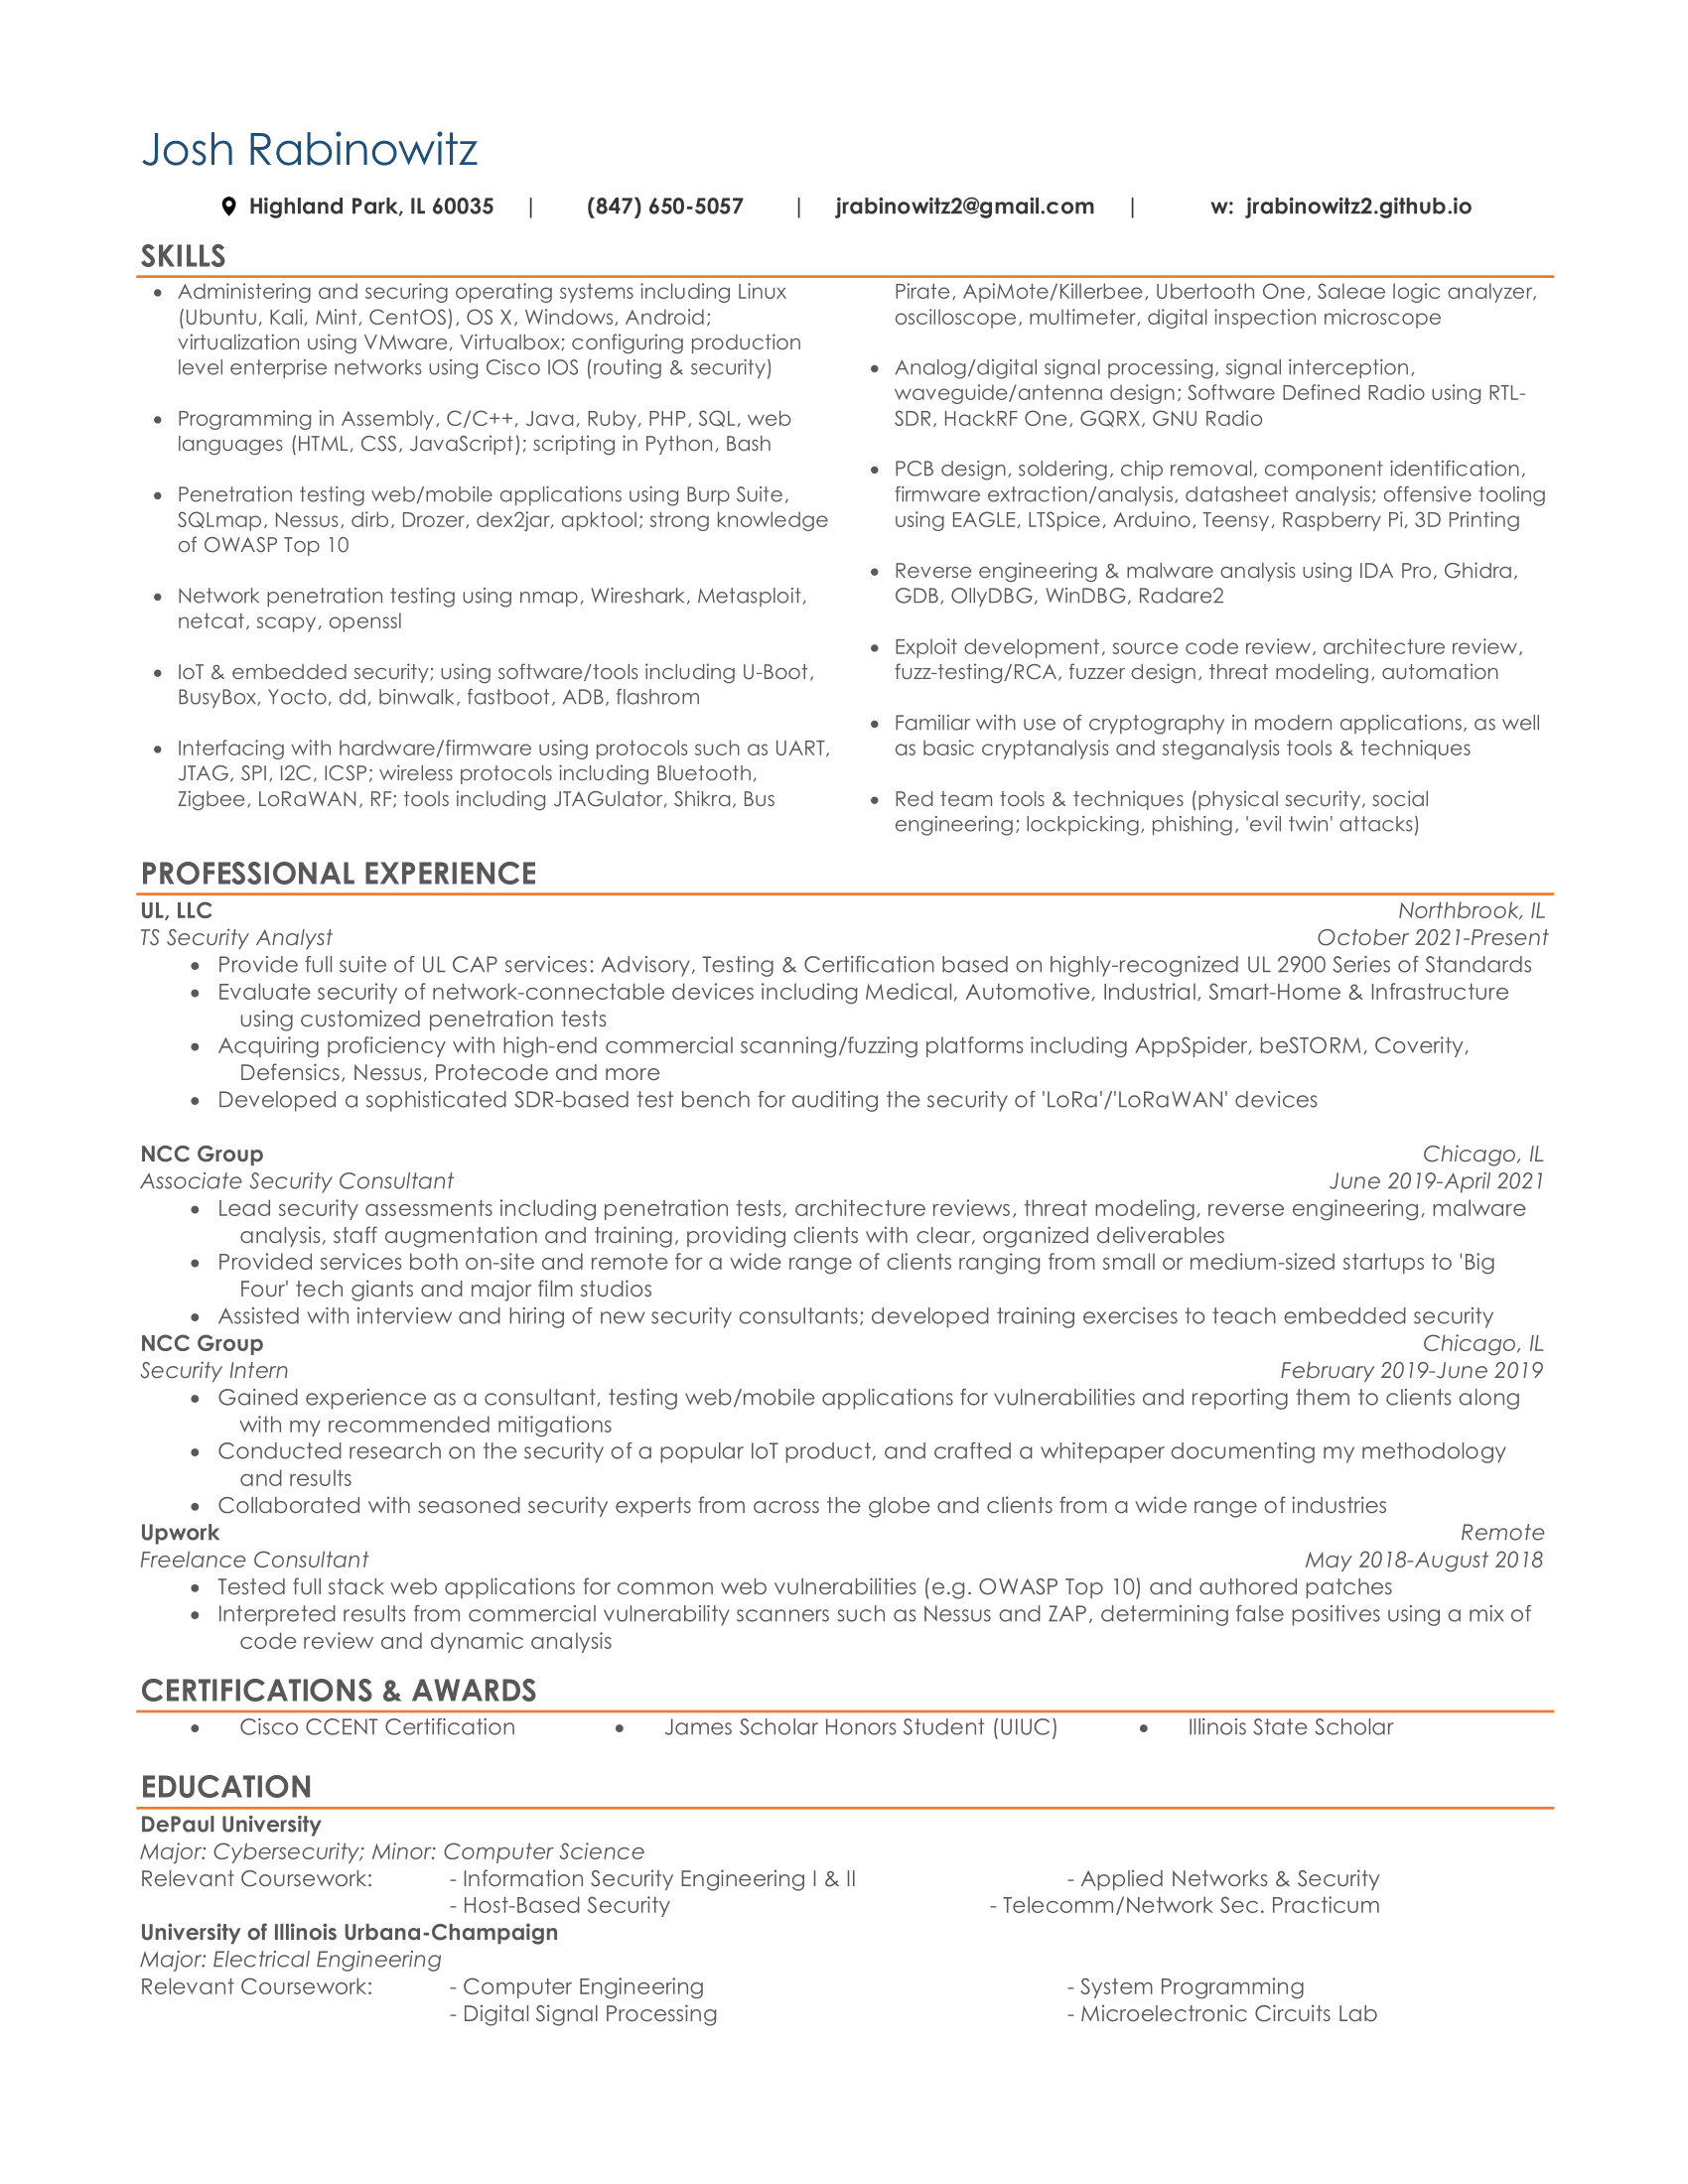 Josh Rabinowitz
Highland Park, IL 60035 | (847) 650-5057 | jrabinowitz2@gmail.com | w: jrabinowitz2.github.io
SKILLS
• Administering and securing operating systems including Linux
(Ubuntu, Kali, Mint, CentOS), OS X, Windows, Android;
virtualization using VMware, Virtualbox; configuring production
level enterprise networks using Cisco IOS (routing & security)
• Programming in Assembly, C/C++, Java, Ruby, PHP, SQL, web
languages (HTML, CSS, JavaScript); scripting in Python, Bash
• Penetration testing web/mobile applications using Burp Suite,
SQLmap, Nessus, dirb, Drozer, dex2jar, apktool; strong knowledge
of OWASP Top 10
• Network penetration testing using nmap, Wireshark, Metasploit,
netcat, scapy, openssl
• IoT & embedded security; using software/tools including U-Boot,
BusyBox, Yocto, dd, binwalk, fastboot, ADB, flashrom
• Interfacing with hardware/firmware using protocols such as UART,
JTAG, SPI, I2C, ICSP; wireless protocols including Bluetooth,
Zigbee, LoRaWAN, RF; tools including JTAGulator, Shikra, Bus
Pirate, ApiMote/Killerbee, Ubertooth One, Saleae logic analyzer,
oscilloscope, multimeter, digital inspection microscope
• Analog/digital signal processing, signal interception,
waveguide/antenna design; Software Defined Radio using RTL-
SDR, HackRF One, GQRX, GNU Radio
• PCB design, soldering, chip removal, component identification,
firmware extraction/analysis, datasheet analysis; offensive tooling
using EAGLE, LTSpice, Arduino, Teensy, Raspberry Pi, 3D Printing
• Reverse engineering & malware analysis using IDA Pro, Ghidra,
GDB, OllyDBG, WinDBG, Radare2
• Exploit development, source code review, architecture review,
fuzz-testing/RCA, fuzzer design, threat modeling, automation
• Familiar with use of cryptography in modern applications, as well
as basic cryptanalysis and steganalysis tools & techniques
• Red team tools & techniques (physical security, social
engineering; lockpicking, phishing, 'evil twin' attacks)
PROFESSIONAL EXPERIENCE
UL, LLC Northbrook, IL
TS Security Analyst October 2021-Present
• Provide full suite of UL CAP services: Advisory, Testing & Certification based on highly-recognized UL 2900 Series of Standards
• Evaluate security of network-connectable devices including Medical, Automotive, Industrial, Smart-Home & Infrastructure
using customized penetration tests
• Acquiring proficiency with high-end commercial scanning/fuzzing platforms including AppSpider, beSTORM, Coverity,
Defensics, Nessus, Protecode and more
• Developed a sophisticated SDR-based test bench for auditing the security of 'LoRa'/'LoRaWAN' devices
NCC Group Chicago, IL
Associate Security Consultant June 2019-April 2021
• Lead security assessments including penetration tests, architecture reviews, threat modeling, reverse engineering, malware
analysis, staff augmentation and training, providing clients with clear, organized deliverables
• Provided services both on-site and remote for a wide range of clients ranging from small or medium-sized startups to 'Big
Four' tech giants and major film studios
• Assisted with interview and hiring of new security consultants; developed training exercises to teach embedded security
NCC Group Chicago, IL
Security Intern February 2019-June 2019
• Gained experience as a consultant, testing web/mobile applications for vulnerabilities and reporting them to clients along
with my recommended mitigations
• Conducted research on the security of a popular IoT product, and crafted a whitepaper documenting my methodology
and results
• Collaborated with seasoned security experts from across the globe and clients from a wide range of industries
Upwork Remote
Freelance Consultant May 2018-August 2018
• Tested full stack web applications for common web vulnerabilities (e.g. OWASP Top 10) and authored patches
• Interpreted results from commercial vulnerability scanners such as Nessus and ZAP, determining false positives using a mix of
code review and dynamic analysis
CERTIFICATIONS & AWARDS
• Cisco CCENT Certification • James Scholar Honors Student (UIUC) • Illinois State Scholar
EDUCATION
DePaul University
Major: Cybersecurity; Minor: Computer Science
Relevant Coursework: - Information Security Engineering I & II - Applied Networks & Security
- Host-Based Security - Telecomm/Network Sec. Practicum
University of Illinois Urbana-Champaign
Major: Electrical Engineering
Relevant Coursework: - Computer Engineering - System Programming
- Digital Signal Processing - Microelectronic Circuits Lab